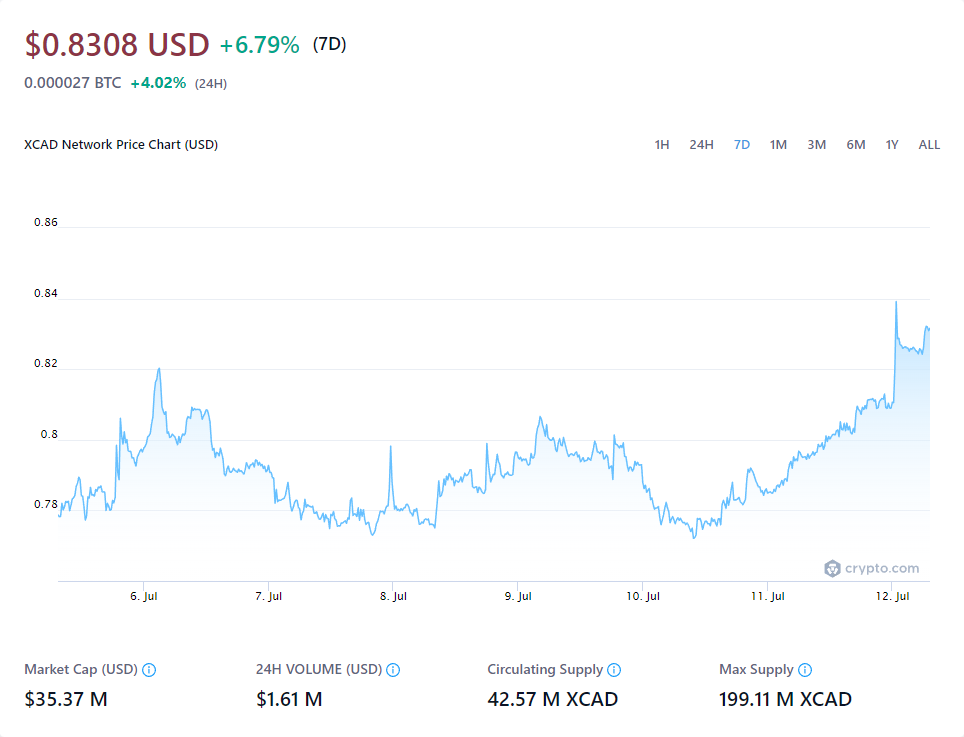 $0.8308 USD +6.79% (7D)
0.000027 BTC +4.02% (24H)
XCAD Network Price Chart (USD) 1H 24H 7D 1M 3M 6M 1Y ALL
0.86
0.84
0.82
0.8
0.78
crypto.com
6. Jul 7. Jul 8. Jul 9. Jul 10. Jul 11. Jul 12. Jul
Market Cap (USD) 24H VOLUME (USD) Circulating Supply Max Supply
$35.37 M $1.61 M 42.57 M XCAD 199.11 M XCAD